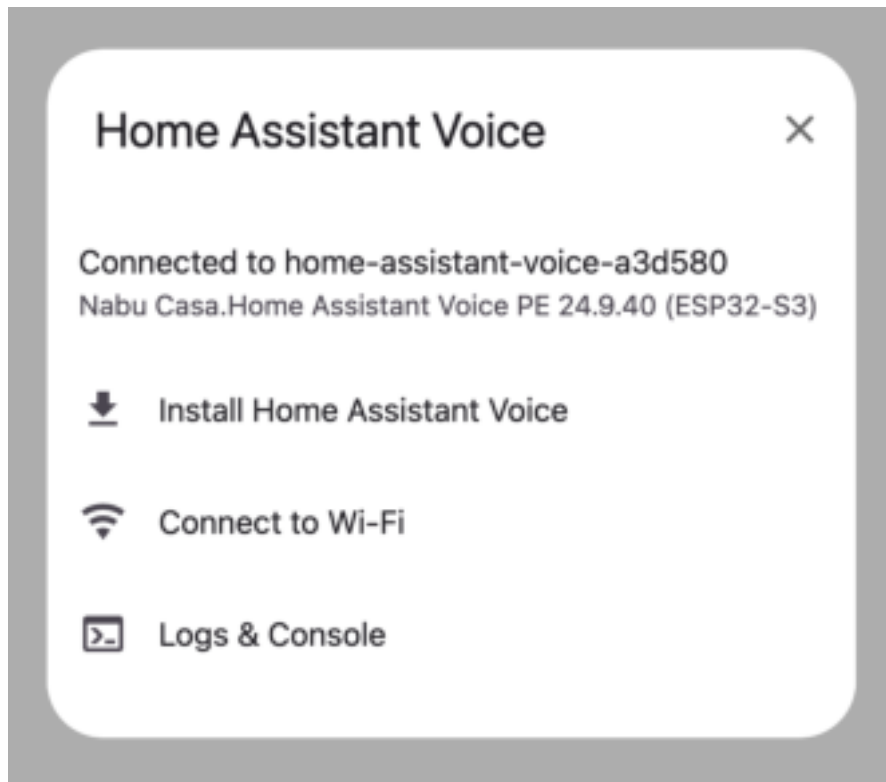 Home Assistant Voice
Connected to home-assistant-voice-a3d580
Nabu Casa.Home Assistant Voice PE 24.9.40 (ESP32-S3)
Install Home Assistant Voice
Connect to Wi-Fi
Logs & Console